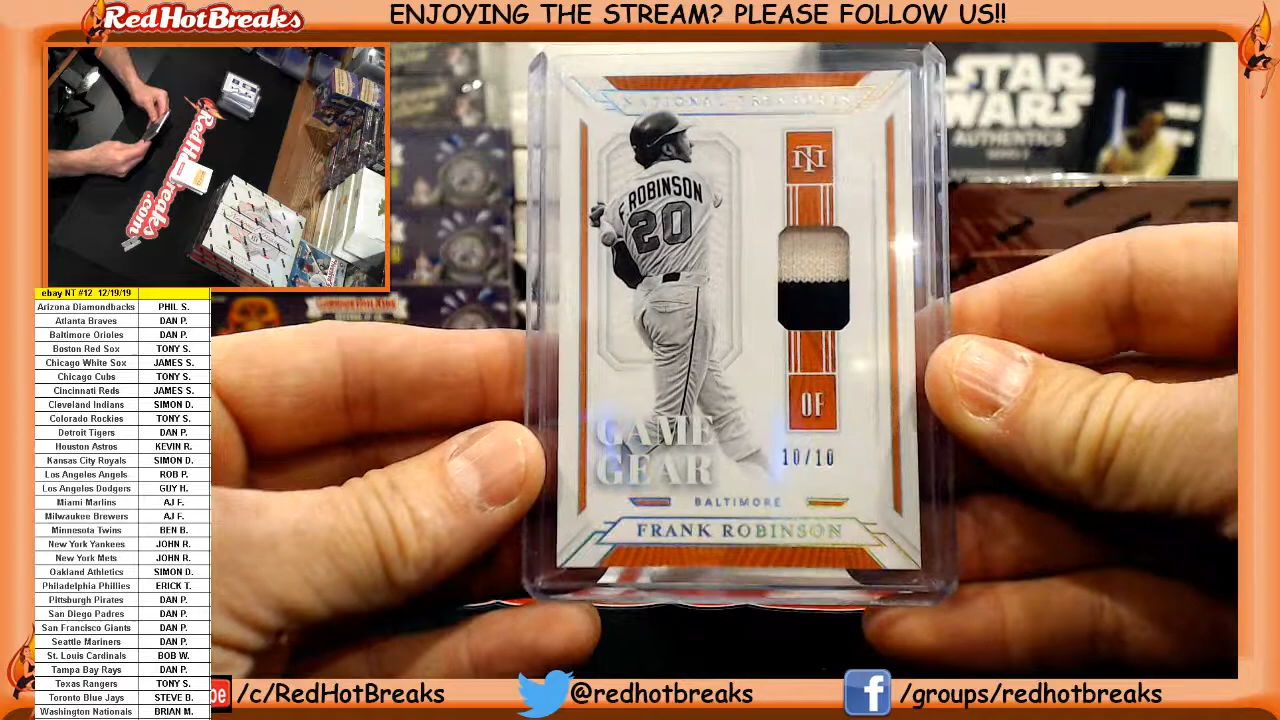 RedHotBreaks
ENJOYING THE STREAM? PLEASE FOLLOW US!!
RedHotBreaks
.com
STAR
WARS
AUTHENTICS
SERIES 2
NATIONAL TREASURES
NT
F. ROBINSON
20
OF
GAME
GEAR
10/10
BALTIMORE
FRANK ROBINSON
ebay NT #12 12/19/19
Arizona Diamondbacks PHIL S.
Atlanta Braves DAN P.
Baltimore Orioles DAN P.
Boston Red Sox TONY S.
Chicago White Sox JAMES S.
Chicago Cubs TONY S.
Cincinnati Reds JAMES S.
Cleveland Indians SIMON D.
Colorado Rockies TONY S.
Detroit Tigers DAN P.
Houston Astros KEVIN R.
Kansas City Royals SIMON D.
Los Angeles Angels ROB P.
Los Angeles Dodgers GUY H.
Miami Marlins AJ F.
Milwaukee Brewers AJ F.
Minnesota Twins BEN B.
New York Yankees JOHN R.
New York Mets JOHN R.
Oakland Athletics SIMON D.
Philadelphia Phillies ERICK T.
Pittsburgh Pirates DAN P.
San Diego Padres DAN P.
San Francisco Giants DAN P.
Seattle Mariners DAN P.
St. Louis Cardinals BOB W.
Tampa Bay Rays DAN P.
Texas Rangers TONY S.
Toronto Blue Jays STEVE B.
Washington Nationals BRIAN M.
be /c/RedHotBreaks @redhotbreaks /groups/redhotbreaks